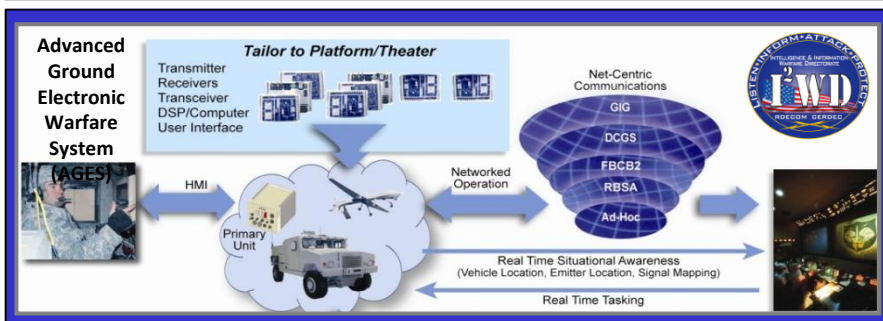 Advanced
Ground
Electronic
Warfare
System
(AGES)
Tailor to Platform/Theater
Transmitter
Receivers
Transceiver
DSP/Computer
User Interface
Net-Centric
Communications
GIG
DCGS
FBCB2
RBSA
Ad-Hoc
LISTEN•INFORM•ATTACK•PROTECT
INTELLIGENCE & INFORMATION
WARFARE DIRECTORATE
I2WD
RDECOM CERDEC
HMI
Primary
Unit
Networked
Operation
Real Time Situational Awareness
(Vehicle Location, Emitter Location, Signal Mapping)
Real Time Tasking